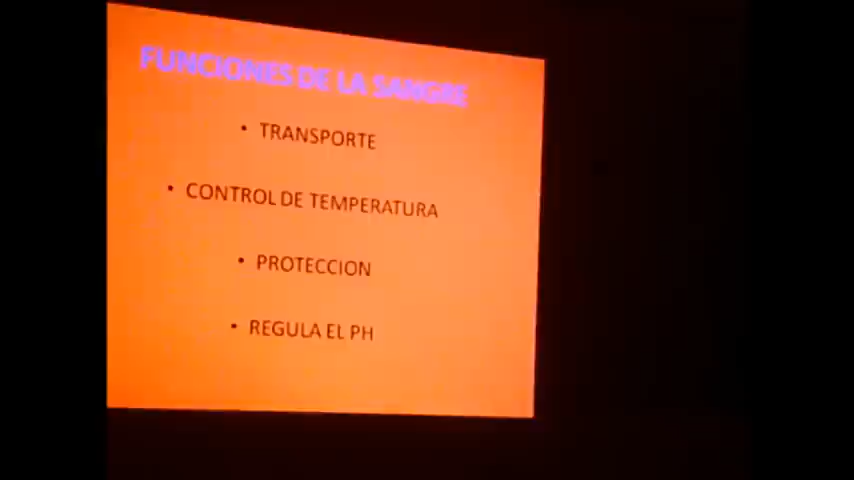 FUNCIONES DE LA SANGRE
• TRANSPORTE
• CONTROL DE TEMPERATURA
• PROTECCION
• REGULA EL PH